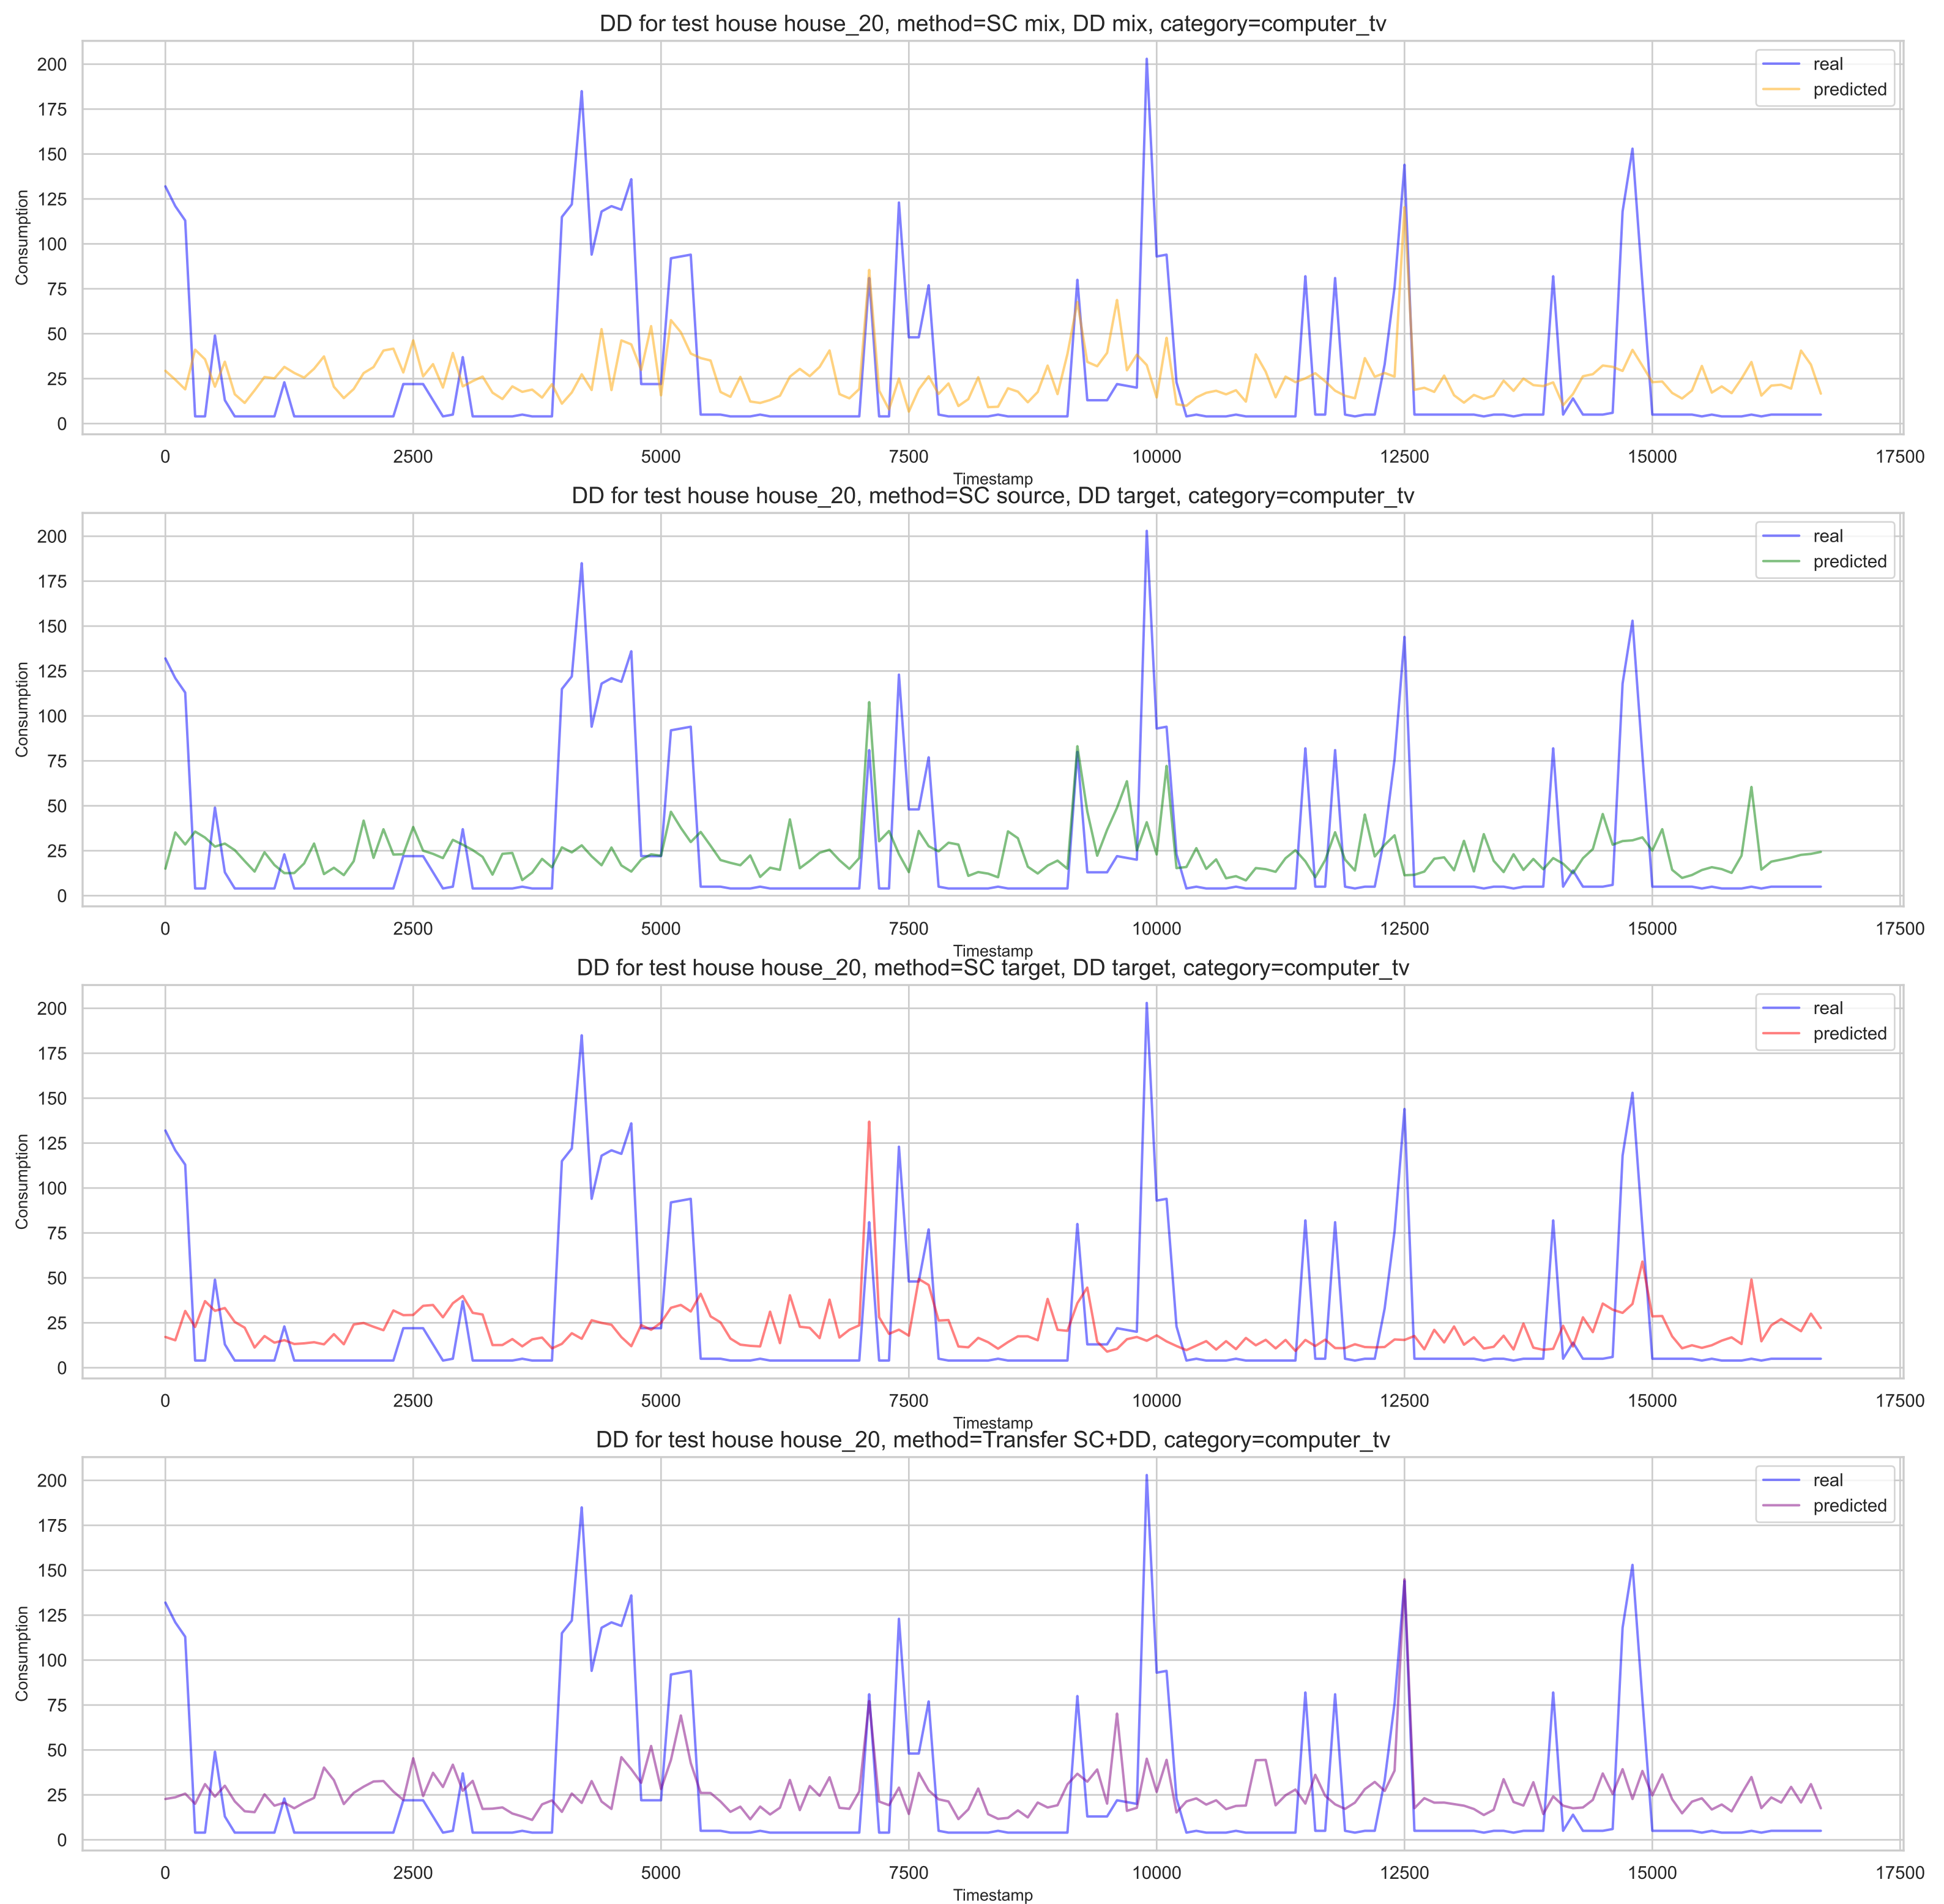 DD for test house house_20, method=SC mix, DD mix, category=computer_tv
200
175
150
125
100
75
50
25
0
Consumption
real
predicted
0 2500 5000 7500 10000 12500 15000 17500
Timestamp
DD for test house house_20, method=SC source, DD target, category=computer_tv
200
175
150
125
100
75
50
25
0
Consumption
real
predicted
0 2500 5000 7500 10000 12500 15000 17500
Timestamp
DD for test house house_20, method=SC target, DD target, category=computer_tv
200
175
150
125
100
75
50
25
0
Consumption
real
predicted
0 2500 5000 7500 10000 12500 15000 17500
Timestamp
DD for test house house_20, method=Transfer SC+DD, category=computer_tv
200
175
150
125
100
75
50
25
0
Consumption
real
predicted
0 2500 5000 7500 10000 12500 15000 17500
Timestamp